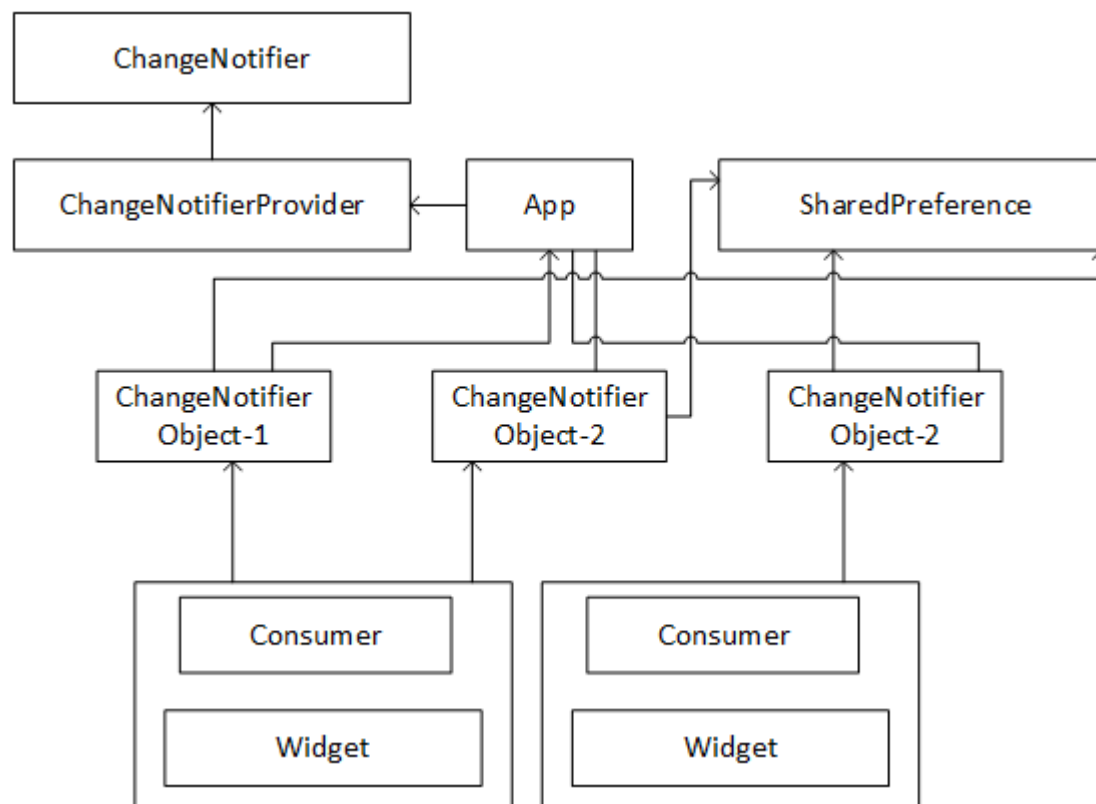 ChangeNotifier
ChangeNotifierProvider
App
SharedPreference
ChangeNotifier
Object-1
ChangeNotifier
Object-2
ChangeNotifier
Object-2
Consumer
Widget
Consumer
Widget